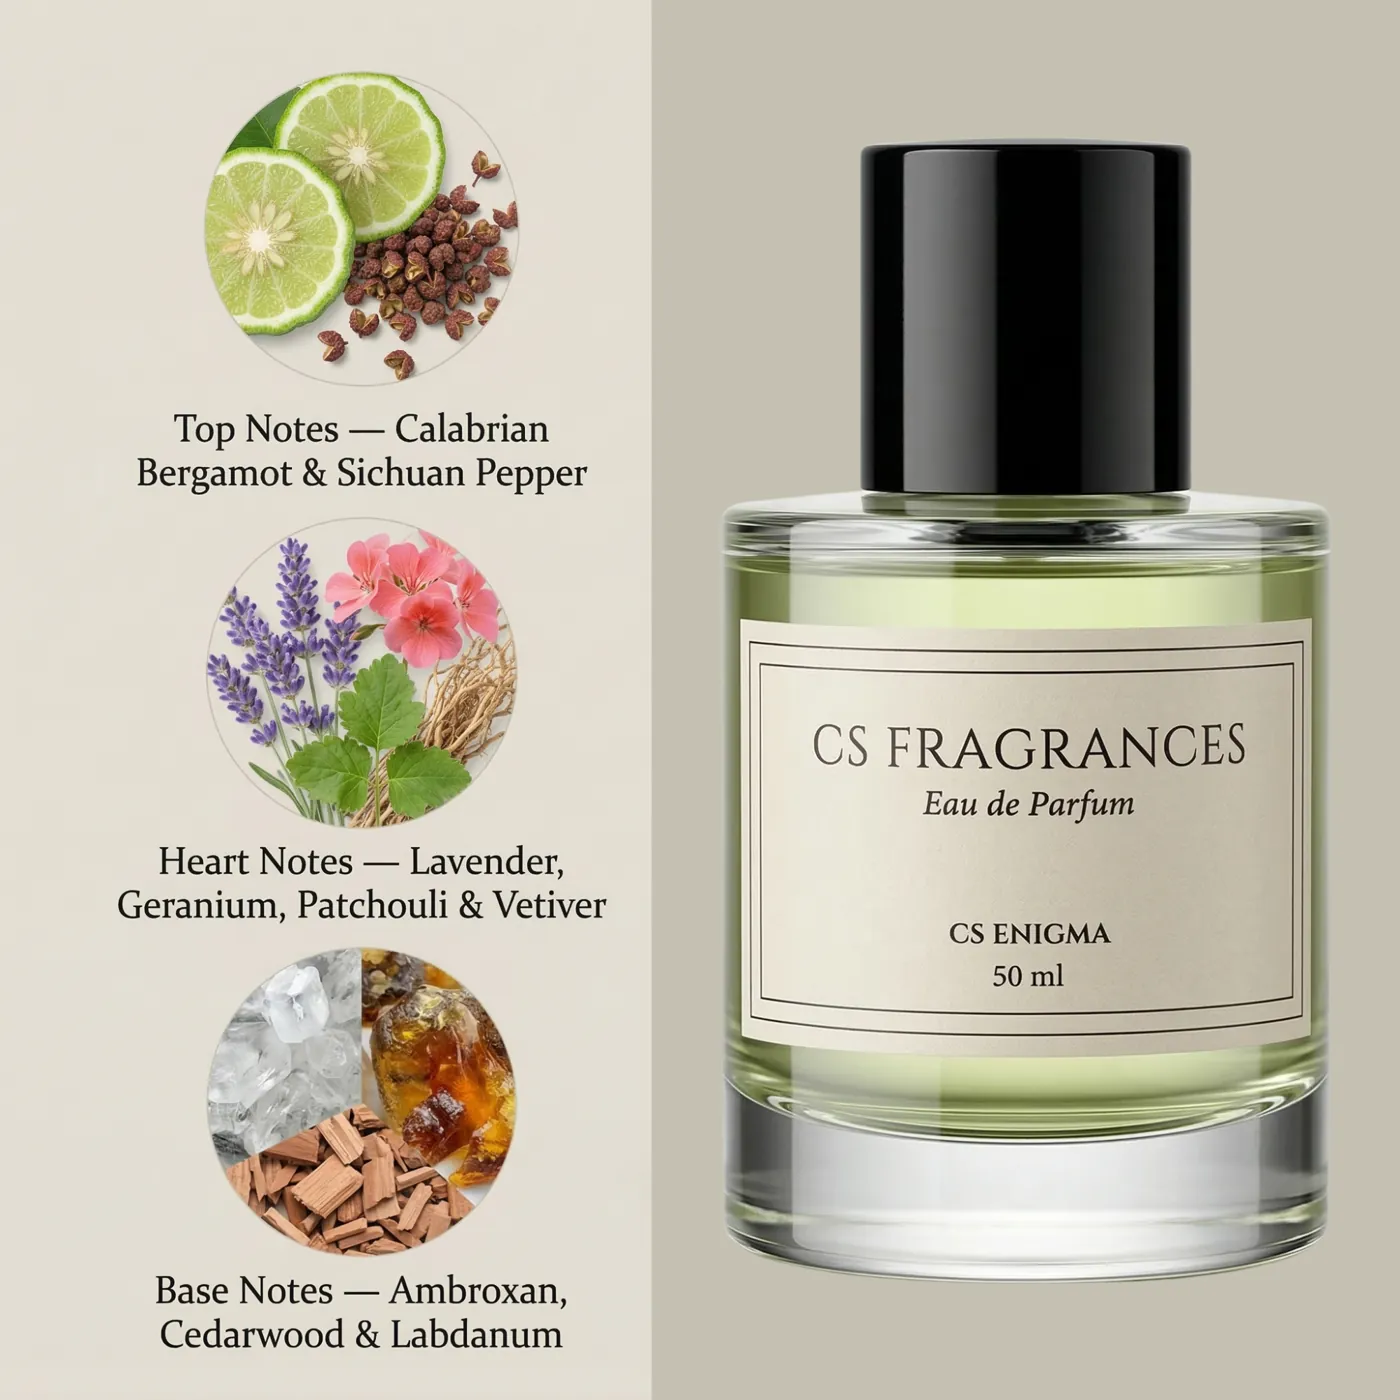 Top Notes — Calabrian
Bergamot & Sichuan Pepper
Heart Notes — Lavender,
Geranium, Patchouli & Vetiver
Base Notes — Ambroxan,
Cedarwood & Labdanum
CS FRAGRANCES
Eau de Parfum
CS ENIGMA
50 ml